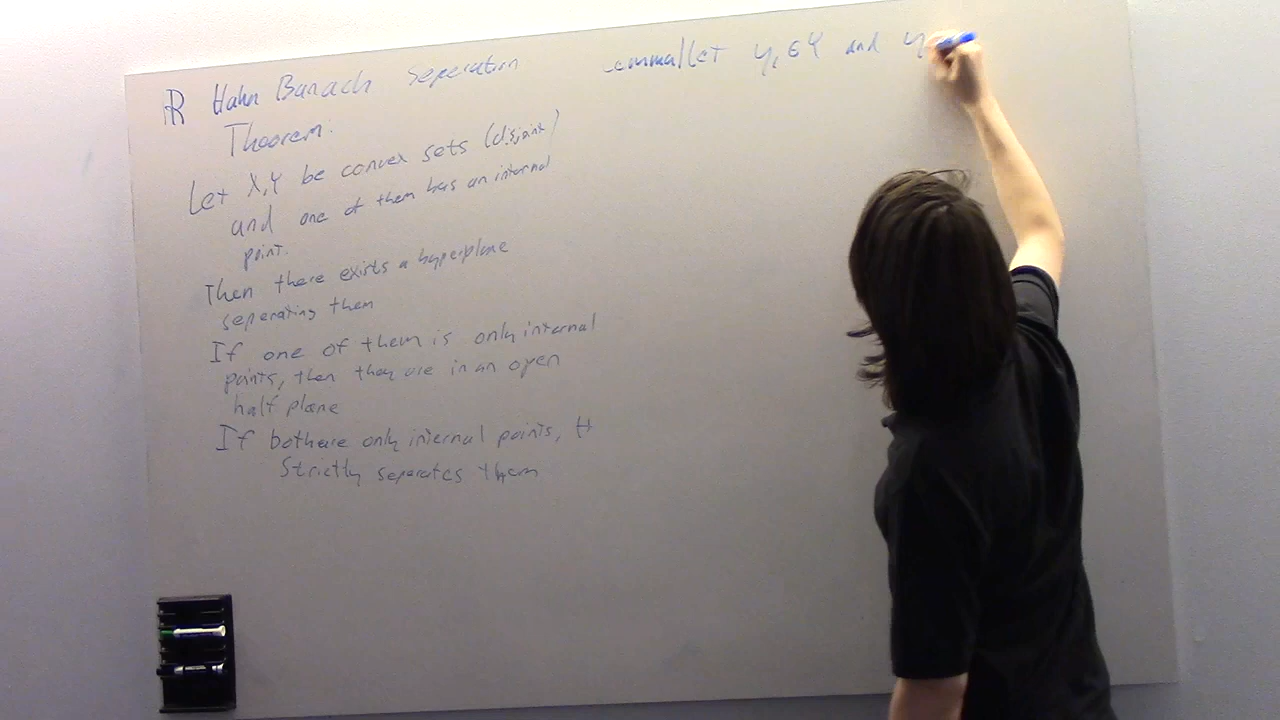 ℝ Hahn Banach Seperation
Theorem:
Let X,Y be convex sets (disjoint)
and one of them has an internal
point.
Then there exists a hyperplane
seperating them
If one of them is only internal
points, then they are in an open
half plane
If both are only internal points, H
Strictly seperates them
Lemma/Let y₁ ∈ Y and y